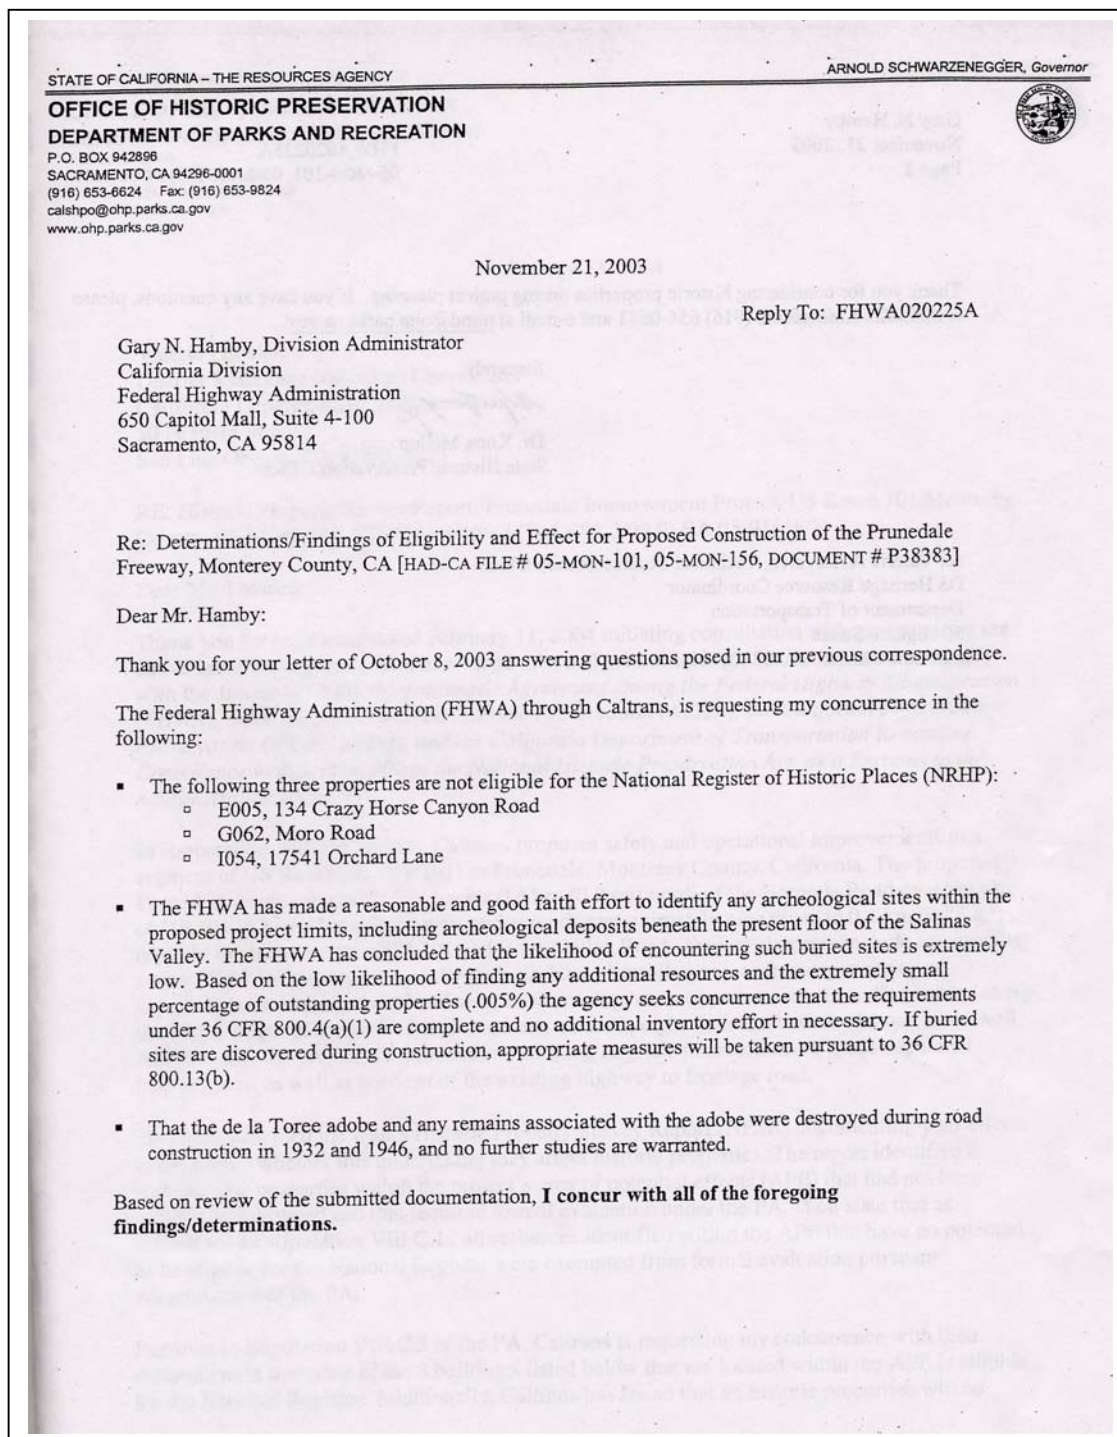 STATE OF CALIFORNIA – THE RESOURCES AGENCY
ARNOLD SCHWARZENEGGER, Governor
OFFICE OF HISTORIC PRESERVATION
DEPARTMENT OF PARKS AND RECREATION
P.O. BOX 942896
SACRAMENTO, CA 94296-0001
(916) 653-6624 Fax: (916) 653-9824
calshpo@ohp.parks.ca.gov
www.ohp.parks.ca.gov
November 21, 2003
Reply To: FHWA020225A
Gary N. Hamby, Division Administrator
California Division
Federal Highway Administration
650 Capitol Mall, Suite 4-100
Sacramento, CA 95814
Re: Determinations/Findings of Eligibility and Effect for Proposed Construction of the Prunedale
Freeway, Monterey County, CA [HAD-CA FILE # 05-MON-101, 05-MON-156, DOCUMENT # P38383]
Dear Mr. Hamby:
Thank you for your letter of October 8, 2003 answering questions posed in our previous correspondence.
The Federal Highway Administration (FHWA) through Caltrans, is requesting my concurrence in the
following:
▪ The following three properties are not eligible for the National Register of Historic Places (NRHP):
▫ E005, 134 Crazy Horse Canyon Road
▫ G062, Moro Road
▫ I054, 17541 Orchard Lane
▪ The FHWA has made a reasonable and good faith effort to identify any archeological sites within the
proposed project limits, including archeological deposits beneath the present floor of the Salinas
Valley. The FHWA has concluded that the likelihood of encountering such buried sites is extremely
low. Based on the low likelihood of finding any additional resources and the extremely small
percentage of outstanding properties (.005%) the agency seeks concurrence that the requirements
under 36 CFR 800.4(a)(1) are complete and no additional inventory effort in necessary. If buried
sites are discovered during construction, appropriate measures will be taken pursuant to 36 CFR
800.13(b).
▪ That the de la Toree adobe and any remains associated with the adobe were destroyed during road
construction in 1932 and 1946, and no further studies are warranted.
Based on review of the submitted documentation, I concur with all of the foregoing
findings/determinations.